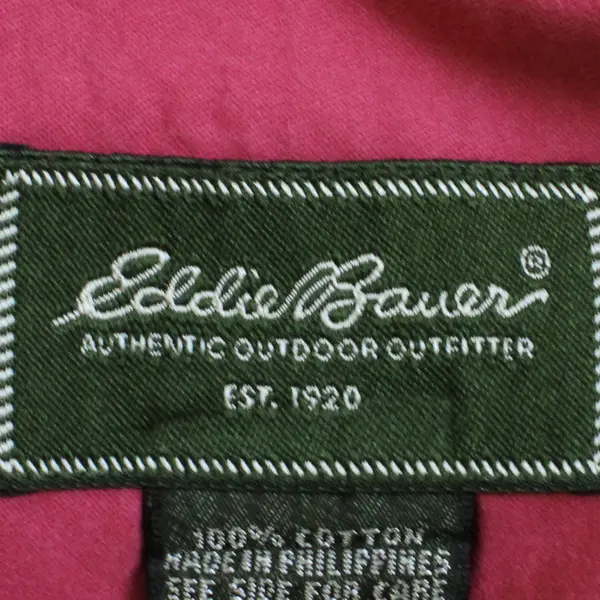 Eddie Bauer®
AUTHENTIC OUTDOOR OUTFITTER
EST. 1920
100% COTTON
MADE IN PHILIPPINES
SEE SIDE FOR CARE